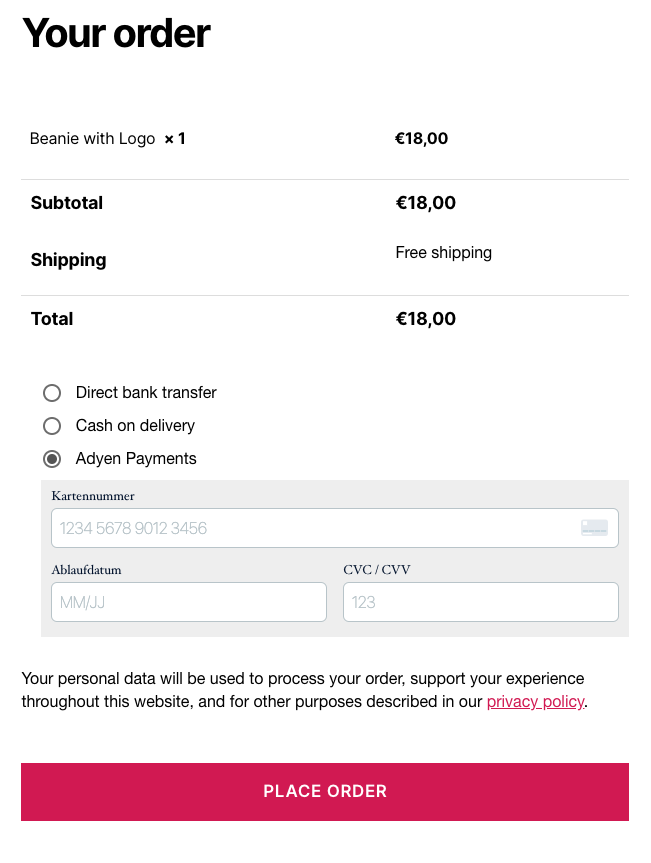 Your order
Beanie with Logo × 1 €18,00
Subtotal €18,00
Shipping Free shipping
Total €18,00
Direct bank transfer
Cash on delivery
Adyen Payments
Kartennummer
1234 5678 9012 3456
Ablaufdatum CVC / CVV
MM/JJ 123
Your personal data will be used to process your order, support your experience
throughout this website, and for other purposes described in our privacy policy.
PLACE ORDER